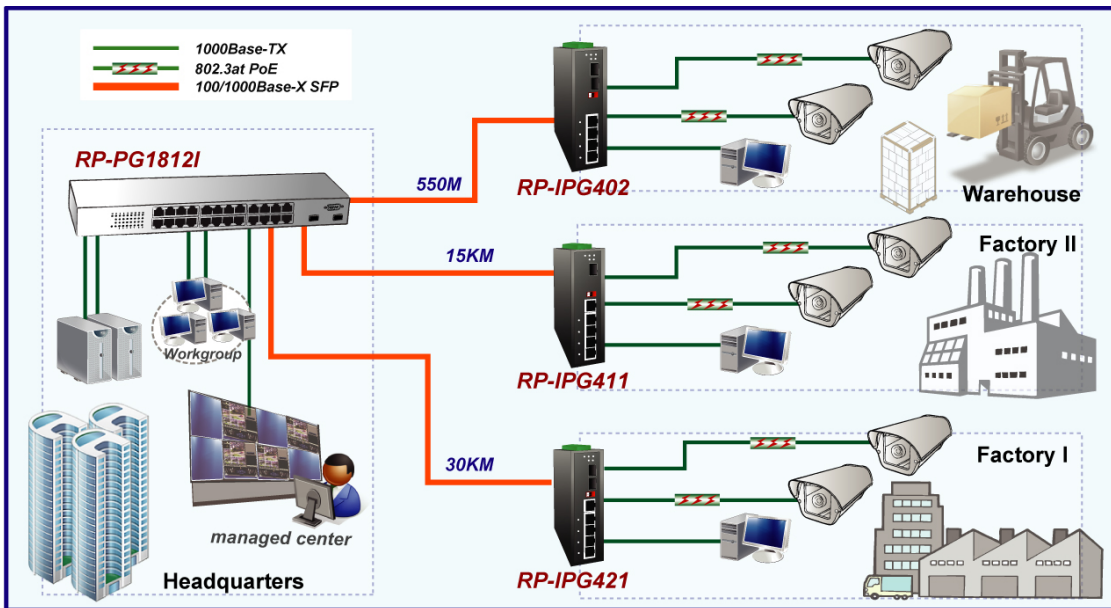 1000Base-TX
802.3at PoE
100/1000Base-X SFP
RP-PG1812I
550M
15KM
30KM
Workgroup
managed center
Headquarters
RP-IPG402
Warehouse
Factory II
RP-IPG411
Factory I
RP-IPG421